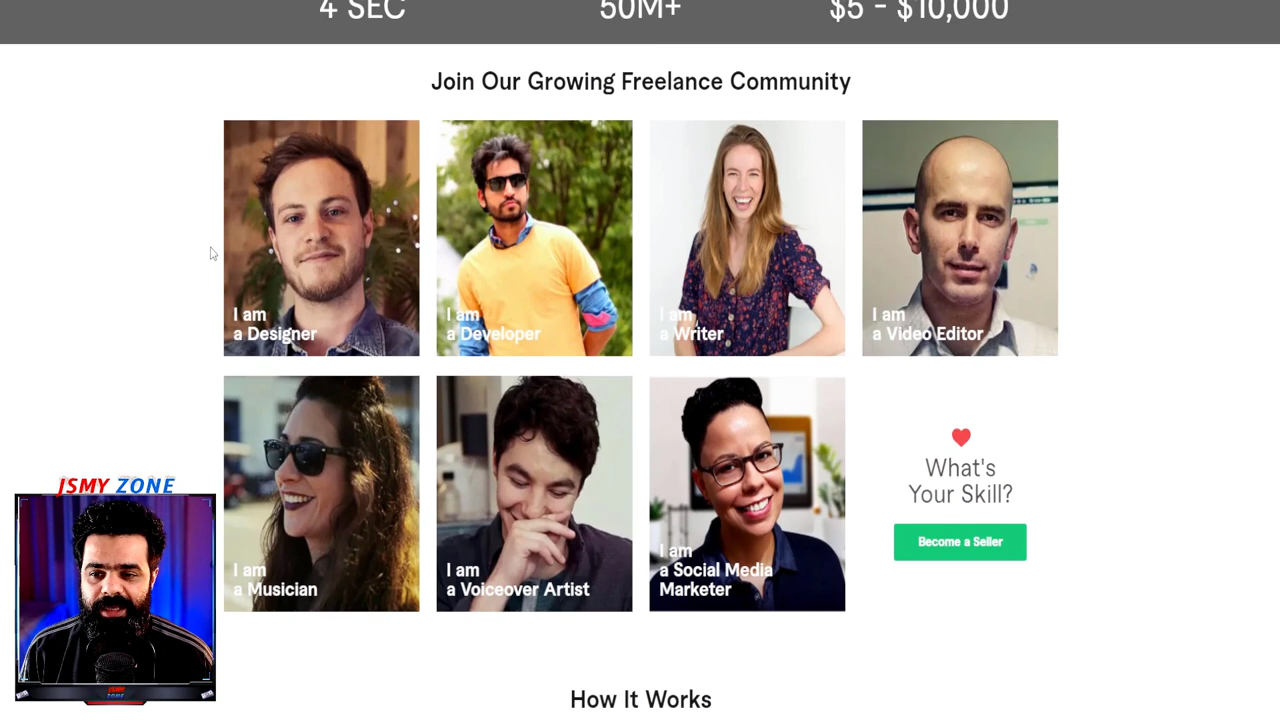 4 SEC
50M+
$5 - $10,000
Join Our Growing Freelance Community
I am
a Designer
I am
a Developer
I am
a Writer
I am
a Video Editor
I am
a Musician
I am
a Voiceover Artist
I am
a Social Media
Marketer
What's
Your Skill?
Become a Seller
JSMY ZONE
JSMY
ZONE
How It Works